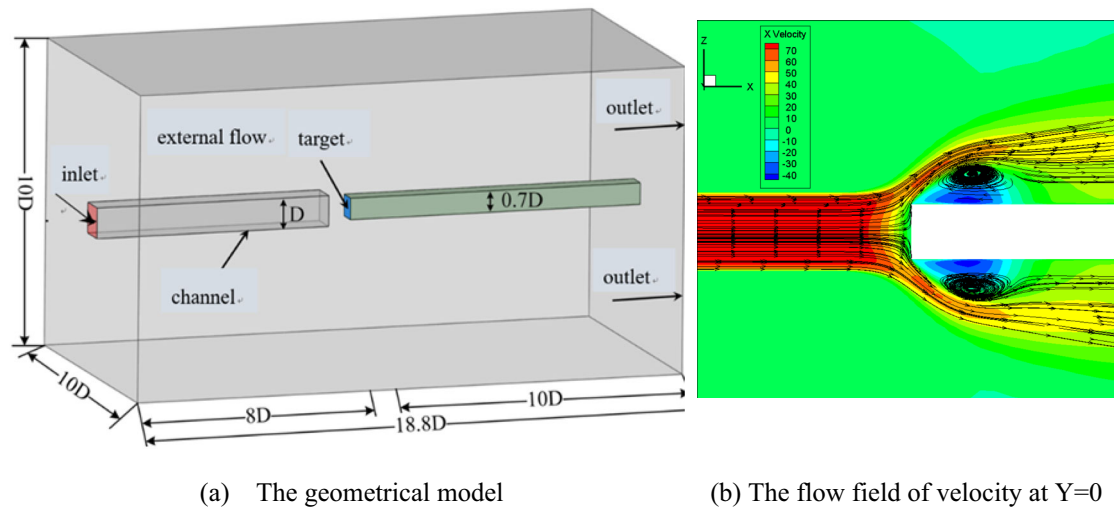 outlet
external flow
target
10D
inlet
D
0.7D
channel
outlet
10D
8D
10D
18.8D
(a) The geometrical model
X Velocity
70
60
50
40
30
20
10
0
-10
-20
-30
-40
Z
X
(b) The flow field of velocity at Y=0